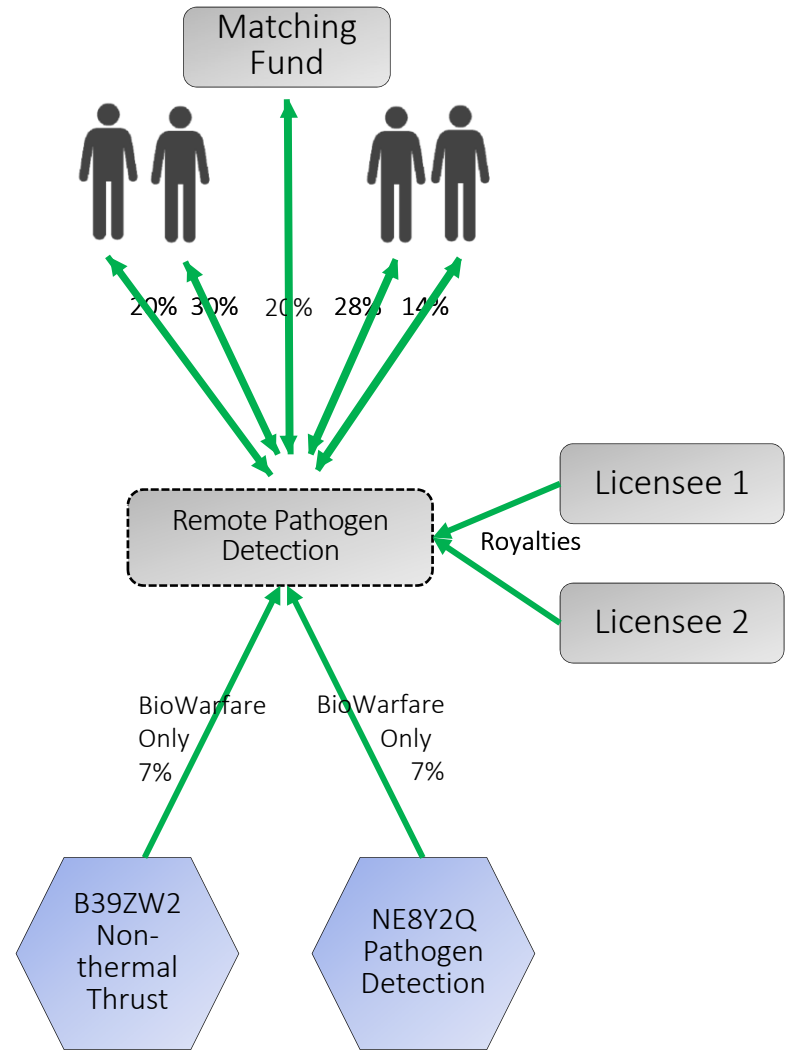 Matching
Fund
20% 30% 20% 28% 14%
Licensee 1
Remote Pathogen
Detection
Royalties
Licensee 2
BioWarfare
Only
7%
BioWarfare
Only
7%
B39ZW2
Non-
thermal
Thrust
NE8Y2Q
Pathogen
Detection